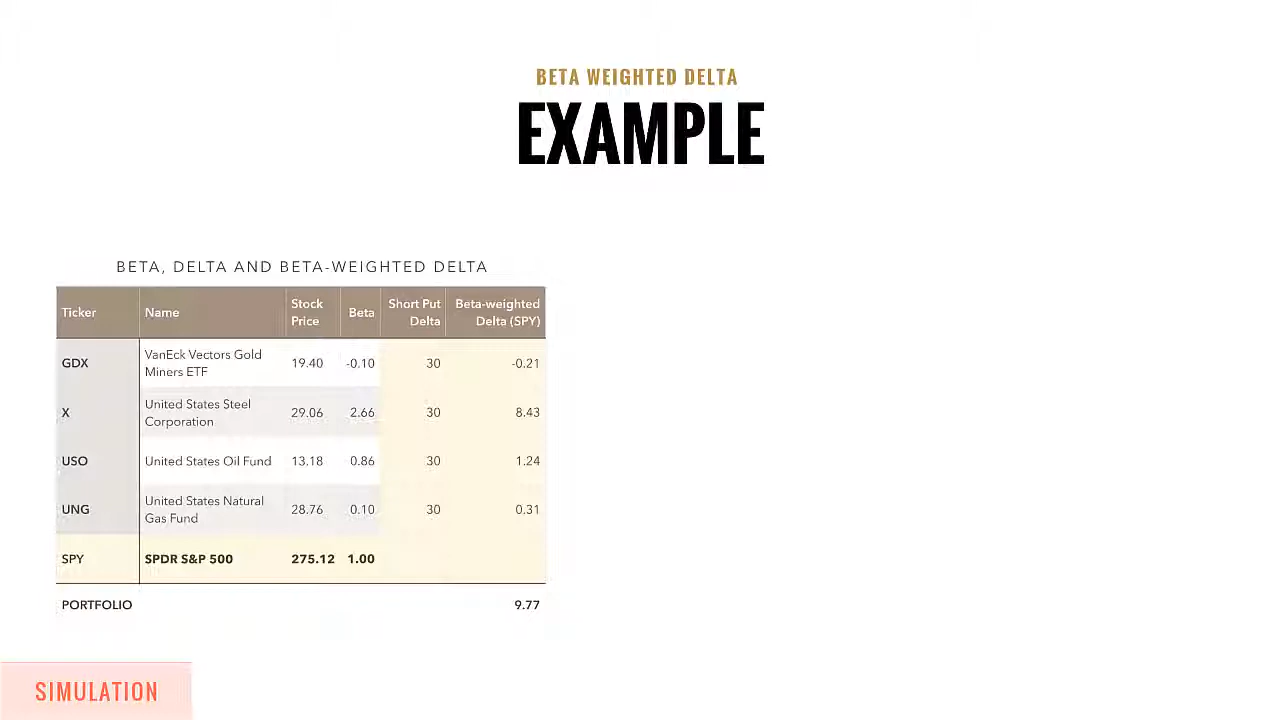 BETA WEIGHTED DELTA
EXAMPLE
BETA, DELTA AND BETA-WEIGHTED DELTA
Ticker Name Stock Price Beta Short Put Delta Beta-weighted Delta (SPY)
GDX VanEck Vectors Gold Miners ETF 19.40 -0.10 30 -0.21
X United States Steel Corporation 29.06 2.66 30 8.43
USO United States Oil Fund 13.18 0.86 30 1.24
UNG United States Natural Gas Fund 28.76 0.10 30 0.31
SPY SPDR S&P 500 275.12 1.00
PORTFOLIO 9.77
SIMULATION